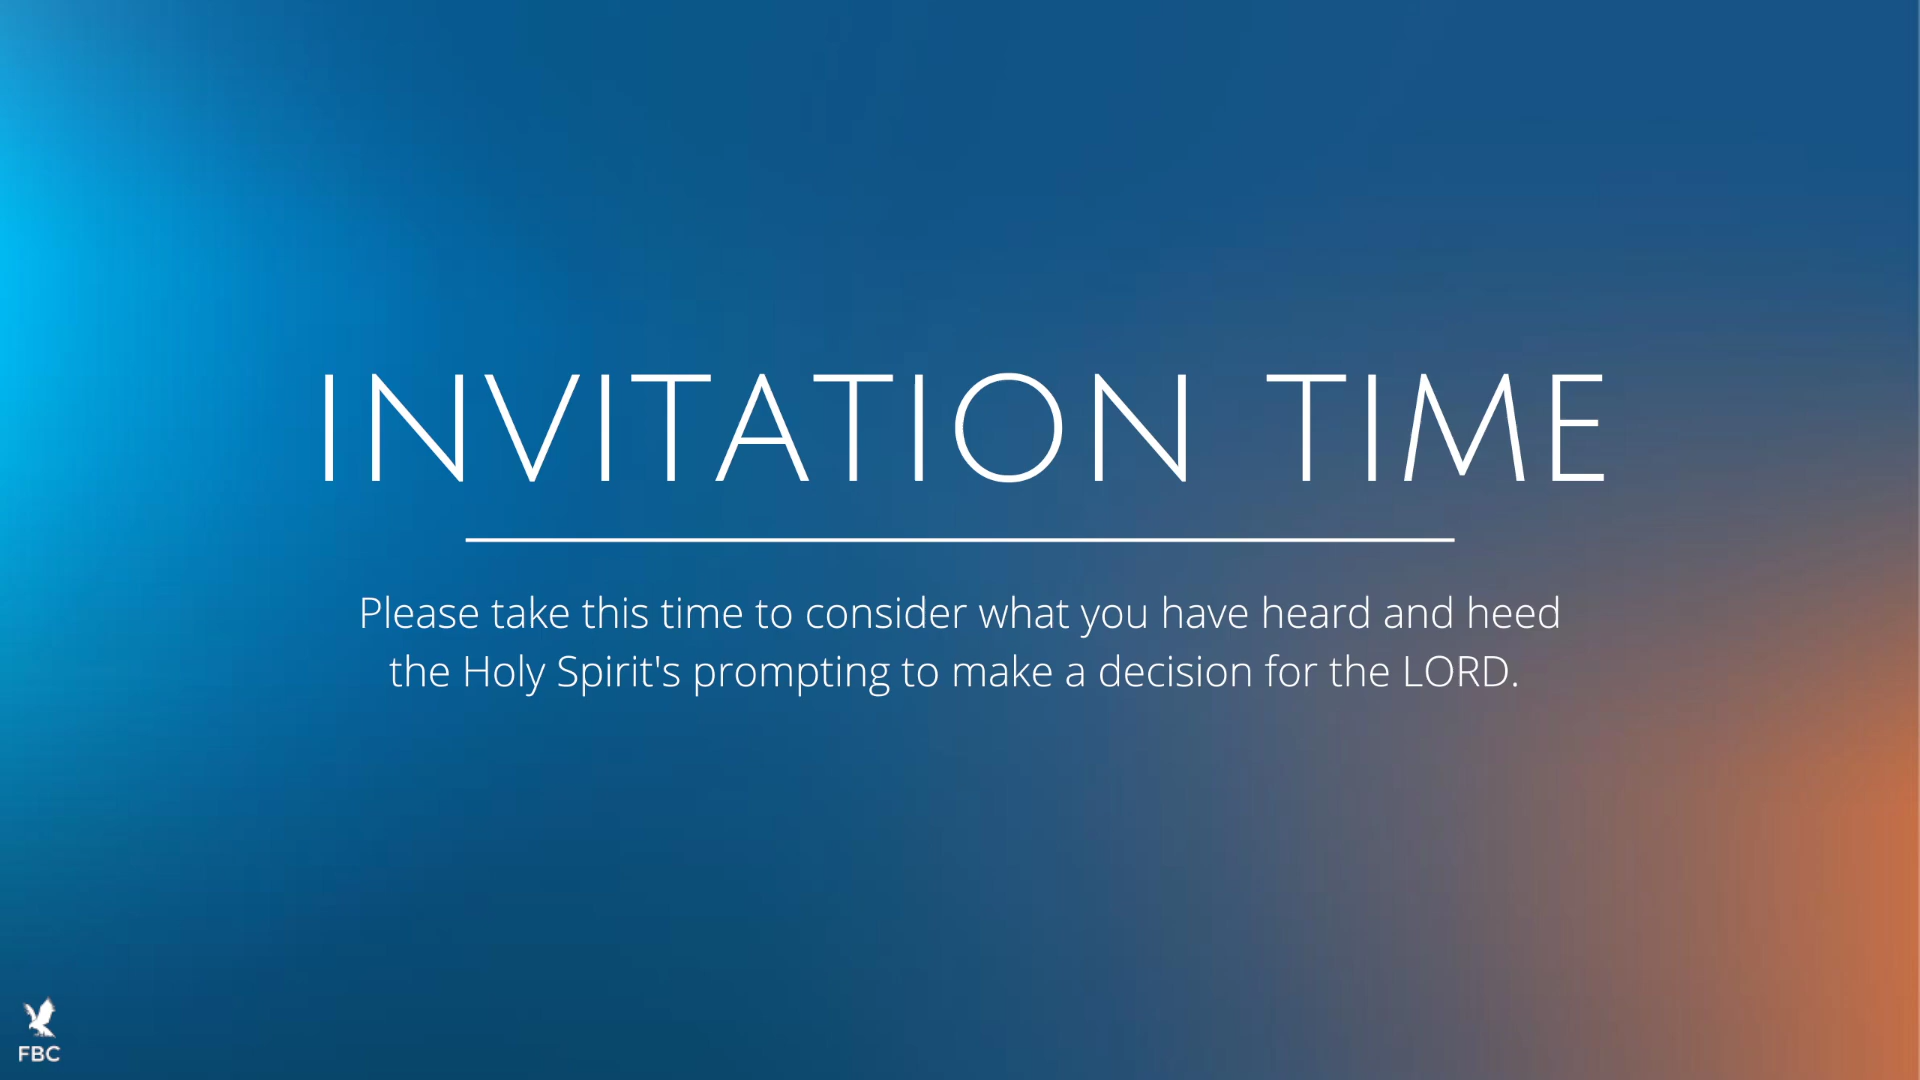 INVITATION TIME
Please take this time to consider what you have heard and heed
the Holy Spirit's prompting to make a decision for the LORD.
FBC